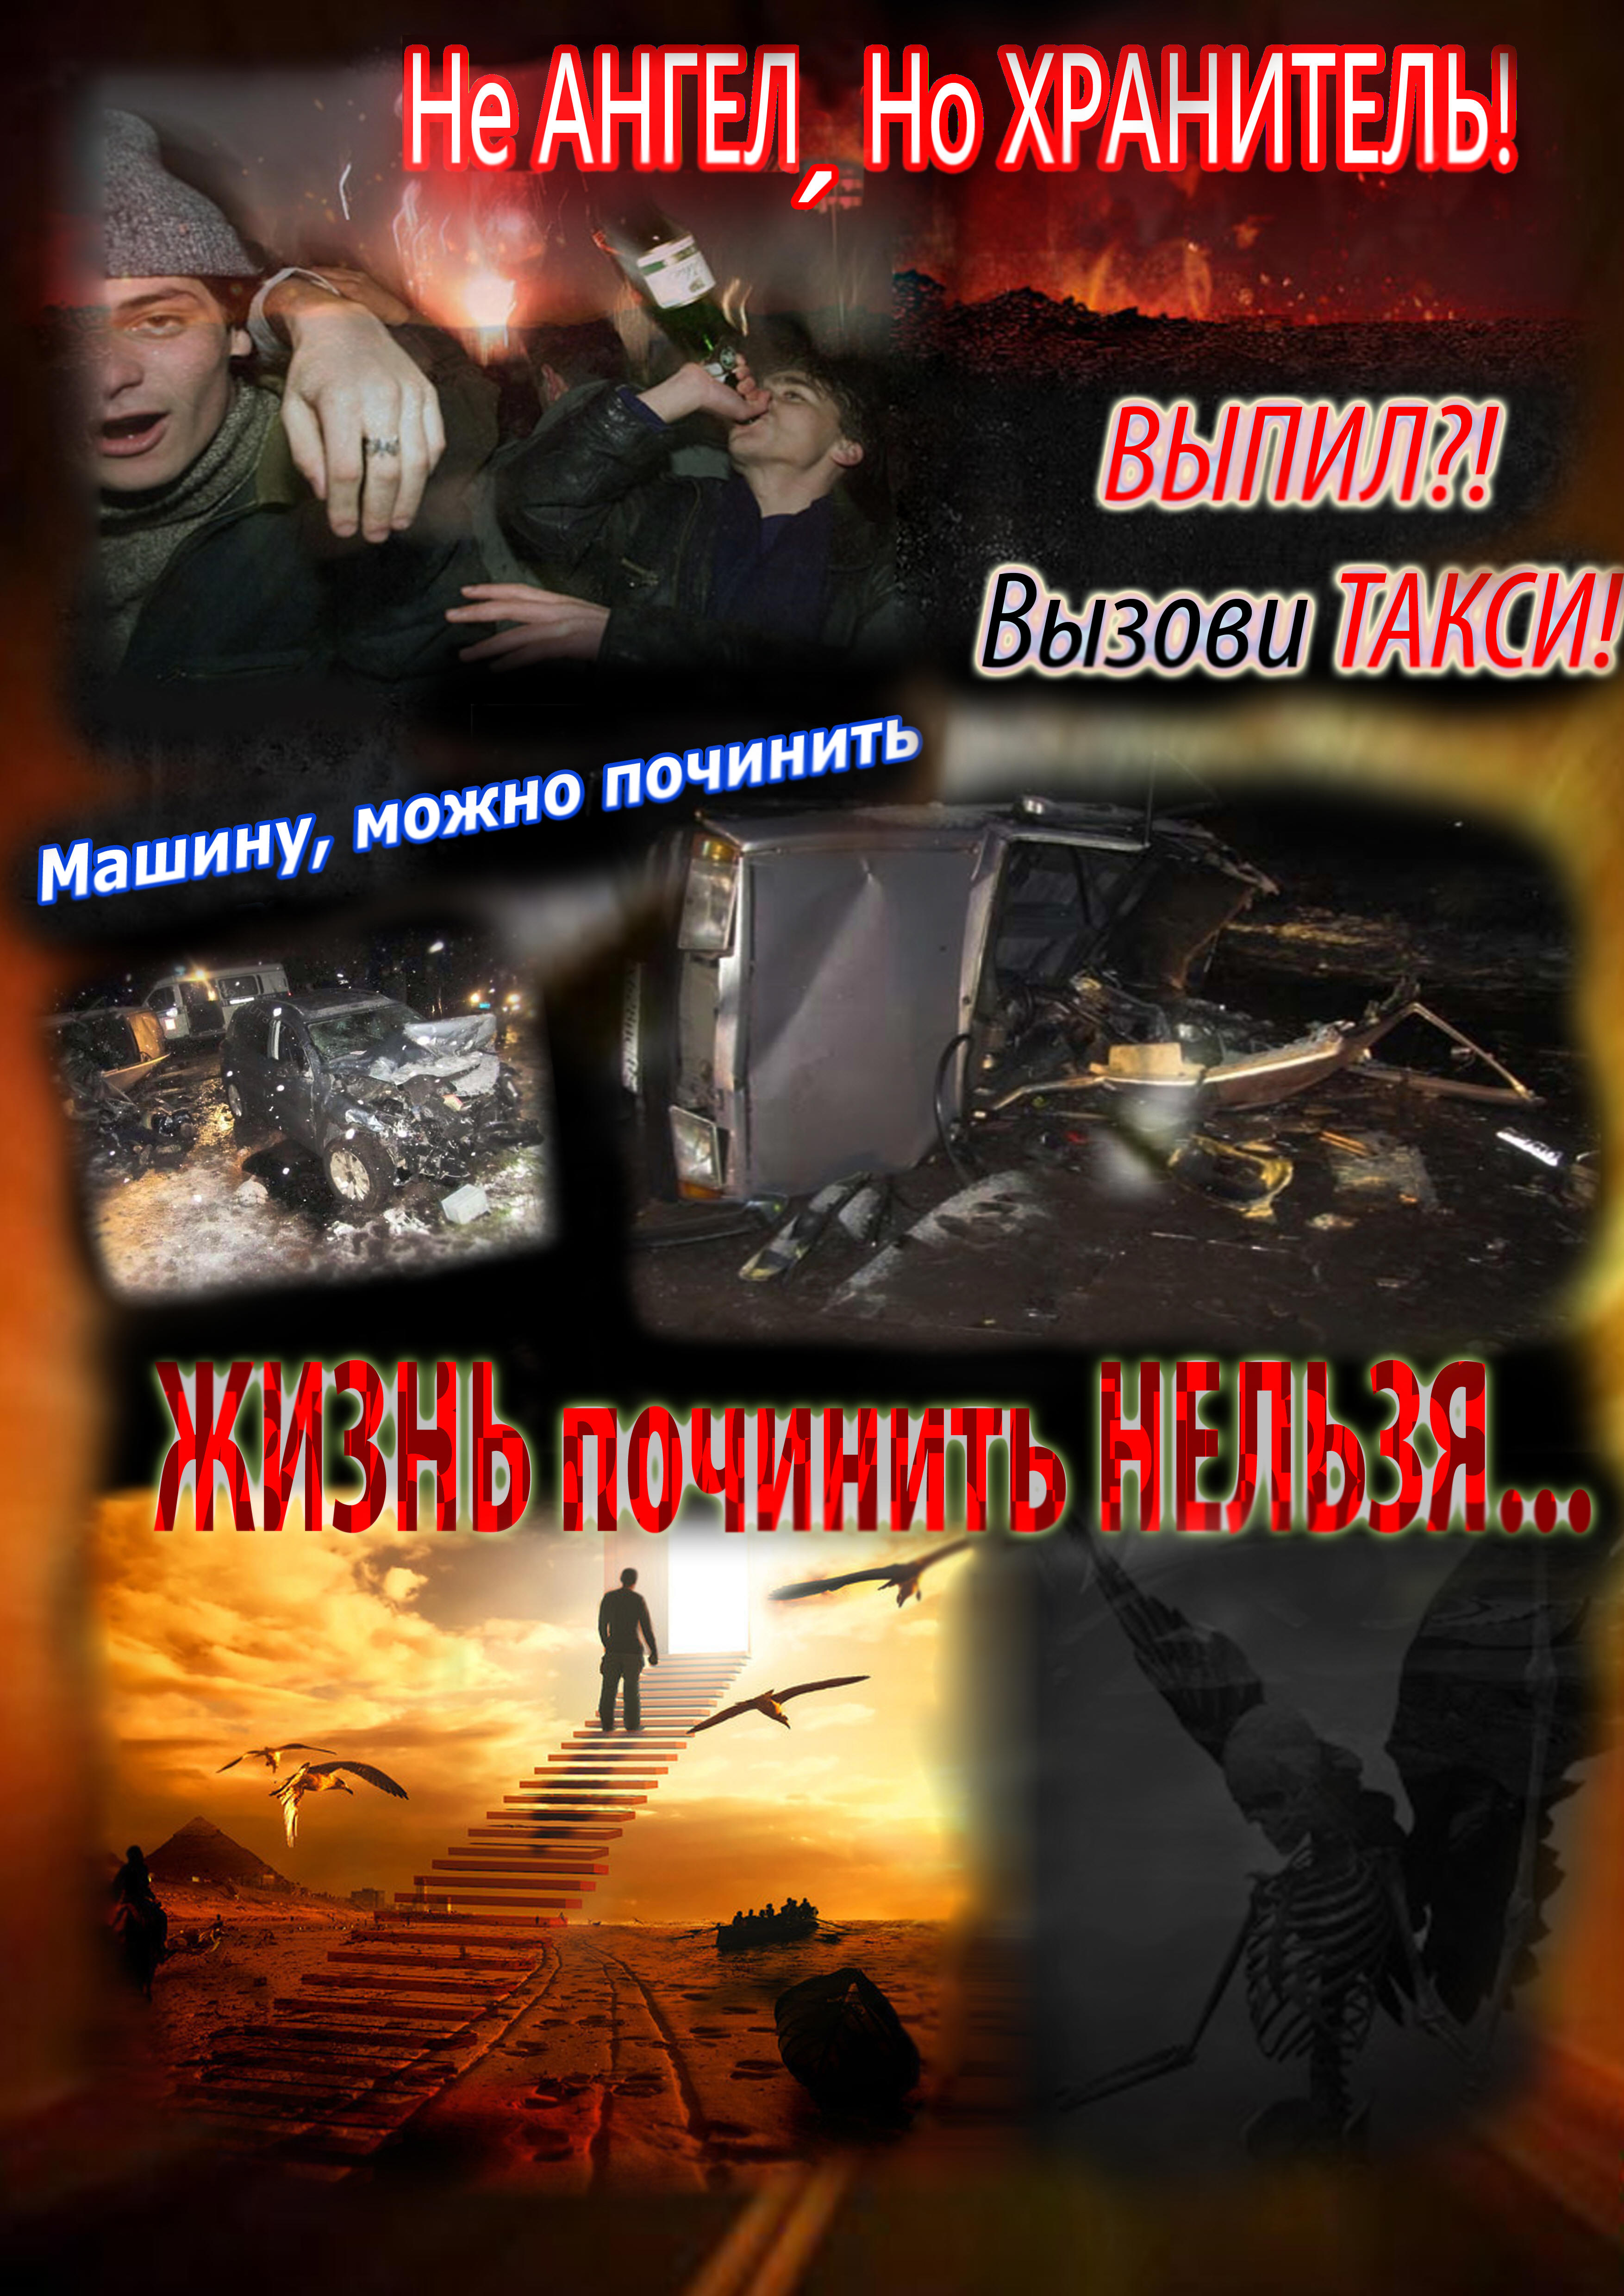 Не АНГЕЛ, Но ХРАНИТЕЛЬ!
ВЫПИЛ?!
Вызови ТАКСИ!
Машину, можно починить
ЖИЗНЬ починить НЕЛЬЗЯ...